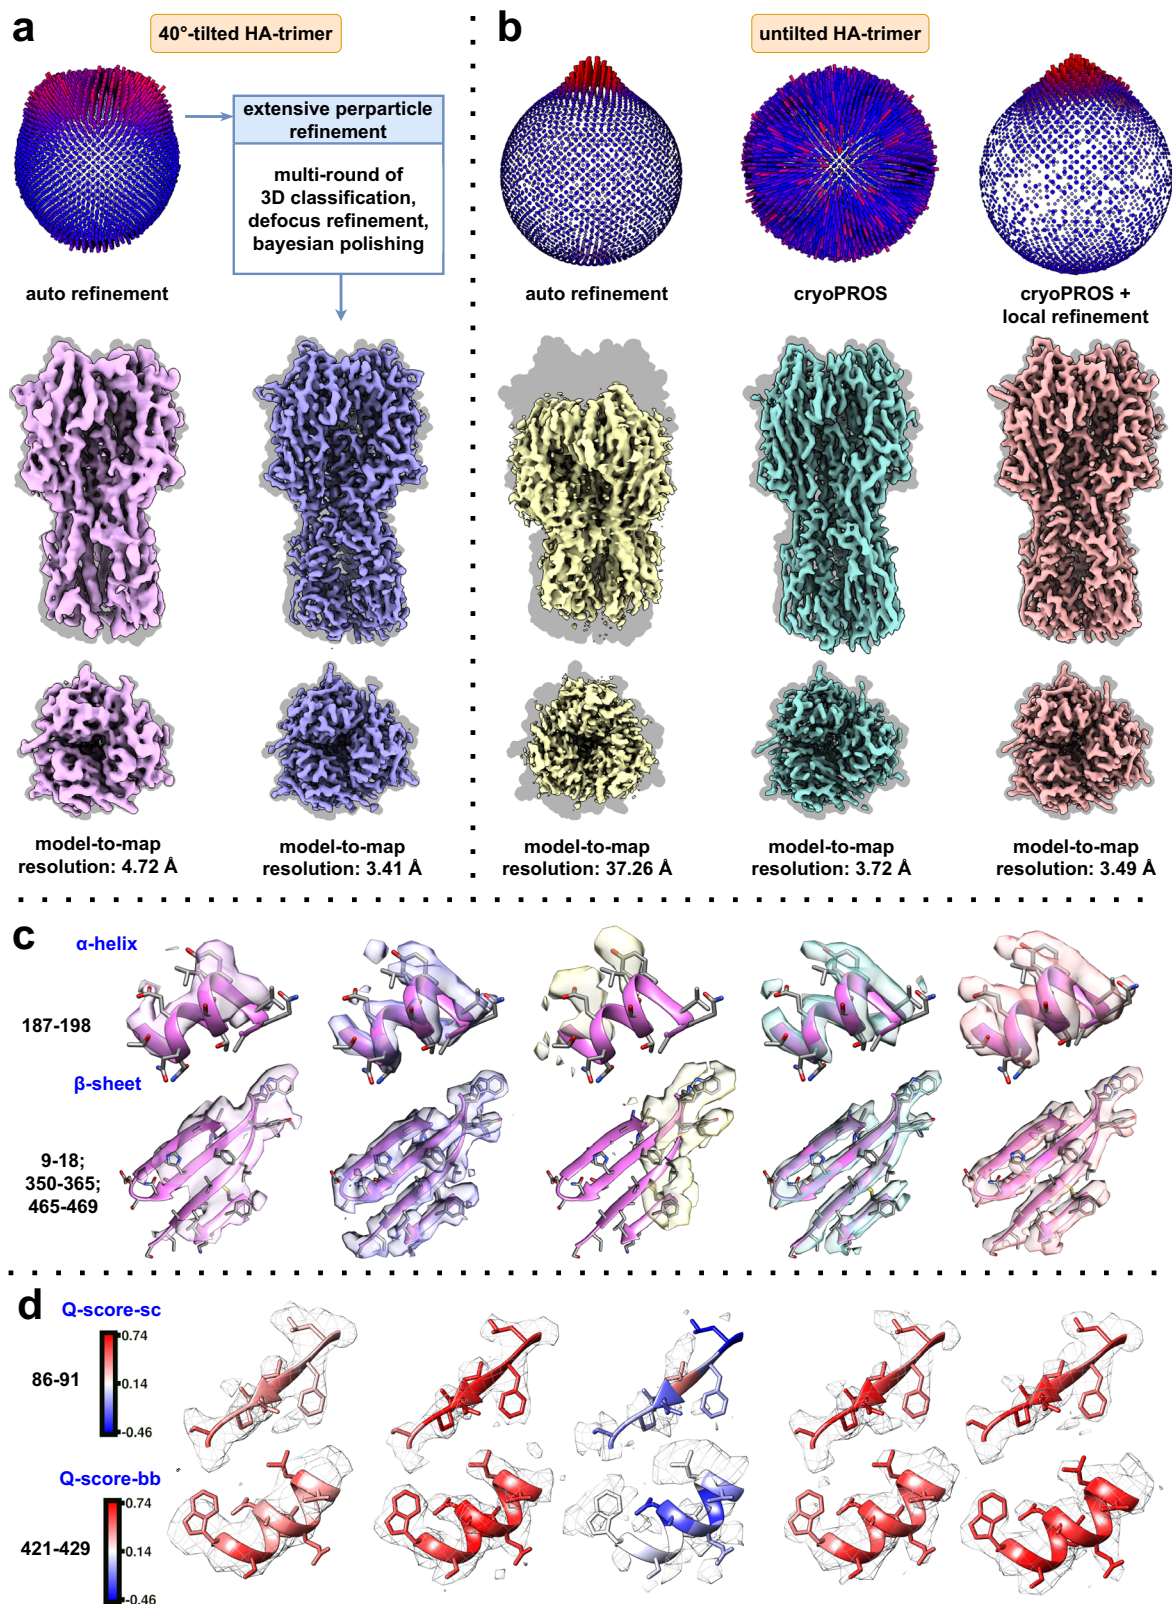 a
40°-tilted HA-trimer
extensive perparticle
refinement
multi-round of
3D classification,
defocus refinement,
bayesian polishing
auto refinement
model-to-map
resolution: 4.72 Å
model-to-map
resolution: 3.41 Å
b
untilted HA-trimer
auto refinement
cryoPROS
cryoPROS +
local refinement
model-to-map
resolution: 37.26 Å
model-to-map
resolution: 3.72 Å
model-to-map
resolution: 3.49 Å
c
α-helix
187-198
β-sheet
9-18;
350-365;
465-469
d
Q-score-sc
0.74
0.14
-0.46
86-91
Q-score-bb
0.74
0.14
-0.46
421-429